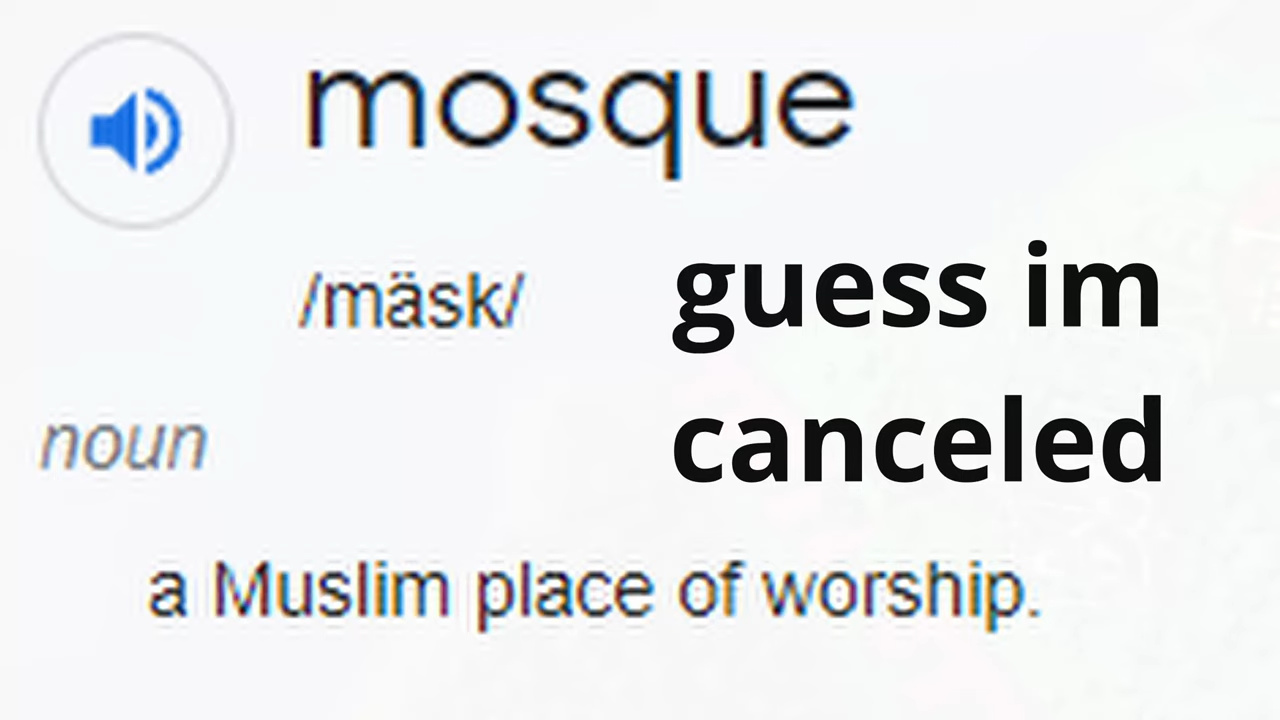 mosque
/mäsk/
guess im
canceled
noun
a Muslim place of worship.